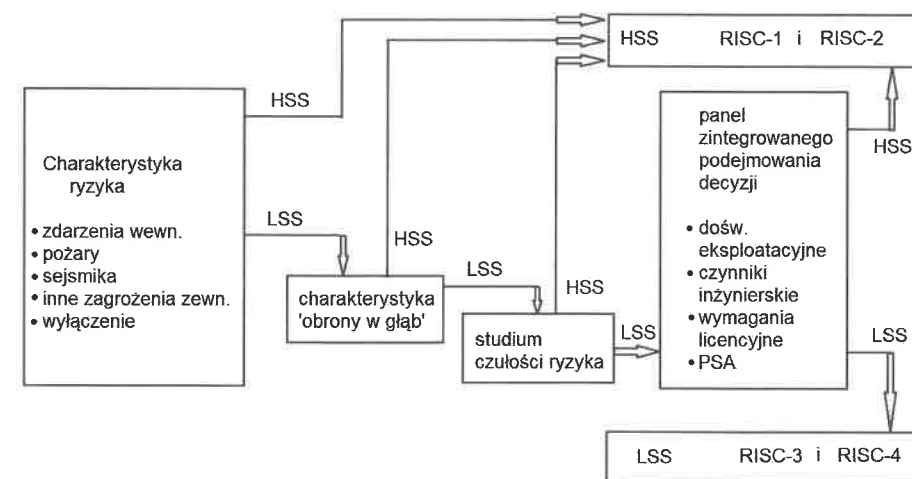 HSS RISC-1 i RISC-2
HSS
Charakterystyka
ryzyka
• zdarzenia wewn.
• pożary
• sejsmika
• inne zagrożenia zewn.
• wyłączenie
LSS
HSS
charakterystyka
'obrony w głąb'
LSS
HSS
studium
czułości ryzyka
LSS
panel
zintegrowanego
podejmowania
decyzji
• dośw.
eksploatacyjne
• czynniki
inżynierskie
• wymagania
licencyjne
• PSA
HSS
LSS
LSS RISC-3 i RISC-4